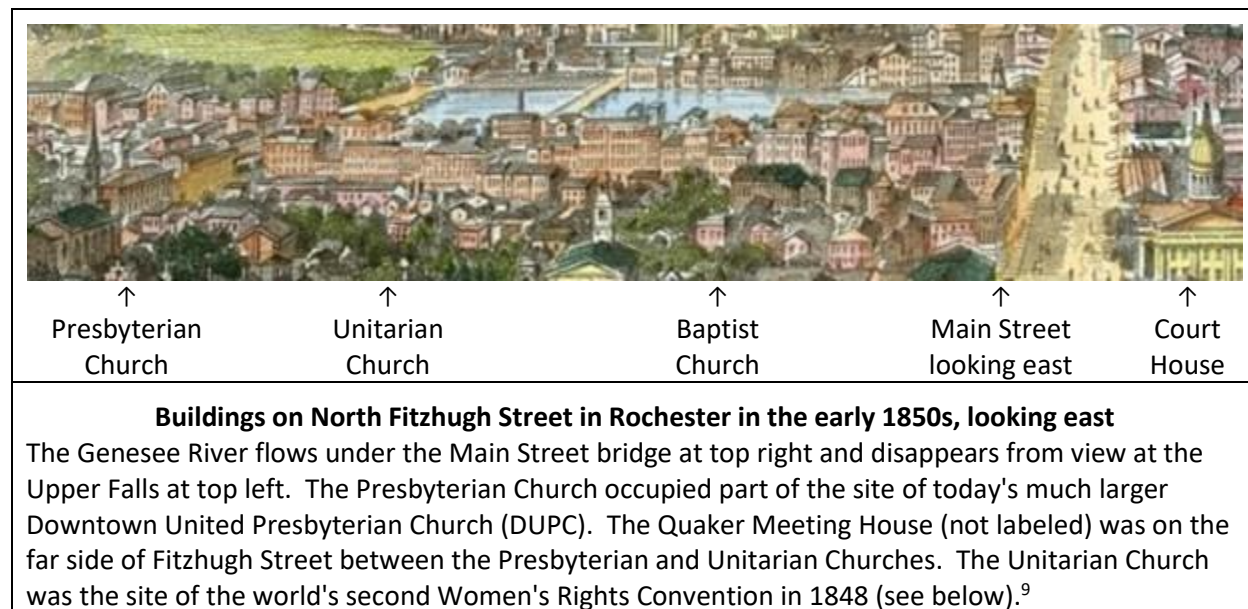 ↑ ↑ ↑ ↑ ↑
Presbyterian Unitarian Baptist Main Street Court
Church Church Church looking east House
Buildings on North Fitzhugh Street in Rochester in the early 1850s, looking east
The Genesee River flows under the Main Street bridge at top right and disappears from view at the
Upper Falls at top left.  The Presbyterian Church occupied part of the site of today's much larger
Downtown United Presbyterian Church (DUPC).  The Quaker Meeting House (not labeled) was on the
far side of Fitzhugh Street between the Presbyterian and Unitarian Churches.  The Unitarian Church
was the site of the world's second Women's Rights Convention in 1848 (see below).⁹